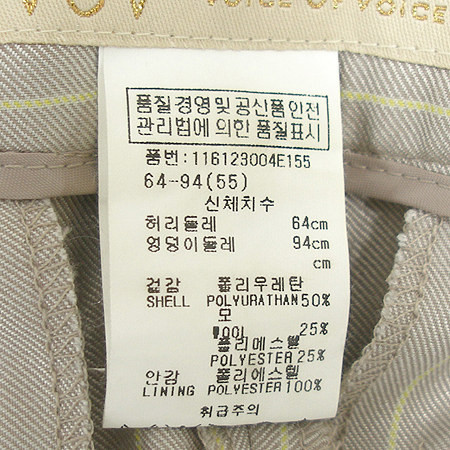 VOV VOICE OF VOICE
품질경영및 공산품안전
관리법에 의한 품질표시
품번:116123004E155
64-94(55)
신체치수
허리둘레 64cm
엉덩이둘레 94cm
cm
겉감 폴리우레탄
SHELL POLYURATHAN50%
모
WOOl 25%
폴리메스텔
POLYESTER 25%
안감 폴리에스텔
LINING POLYESTER100%
취급주의